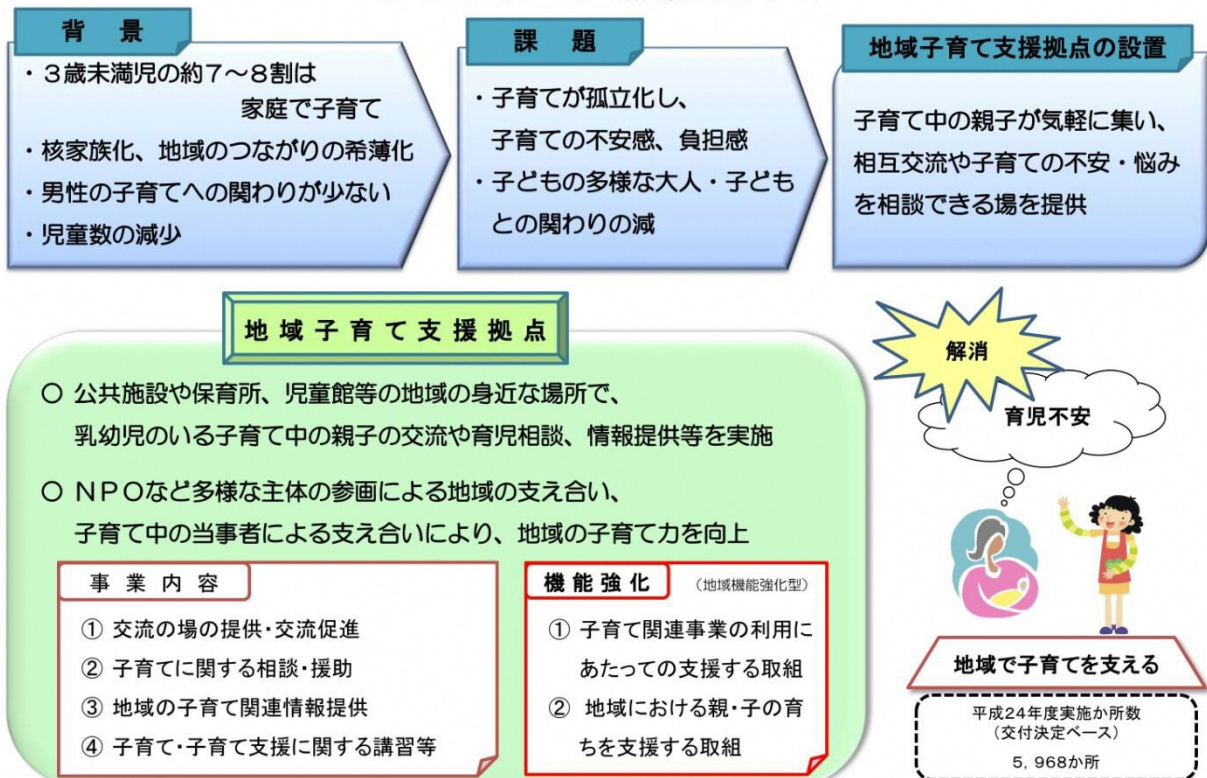 背景
・３歳未満児の約７～８割は
家庭で子育て
・核家族化、地域のつながりの希薄化
・男性の子育てへの関わりが少ない
・児童数の減少
課題
・子育てが孤立化し、
子育ての不安感、負担感
・子どもの多様な大人・子ども
との関わりの減
地域子育て支援拠点の設置
子育て中の親子が気軽に集い、
相互交流や子育ての不安・悩み
を相談できる場を提供
地域子育て支援拠点
○ 公共施設や保育所、児童館等の地域の身近な場所で、
乳幼児のいる子育て中の親子の交流や育児相談、情報提供等を実施
○ ＮＰＯなど多様な主体の参画による地域の支え合い、
子育て中の当事者による支え合いにより、地域の子育て力を向上
事業内容
① 交流の場の提供・交流促進
② 子育てに関する相談・援助
③ 地域の子育て関連情報提供
④ 子育て・子育て支援に関する講習等
機能強化 （地域機能強化型）
① 子育て関連事業の利用に
あたっての支援する取組
② 地域における親・子の育
ちを支援する取組
解消
育児不安
地域で子育てを支える
平成24年度実施か所数
（交付決定ベース）
5,968か所